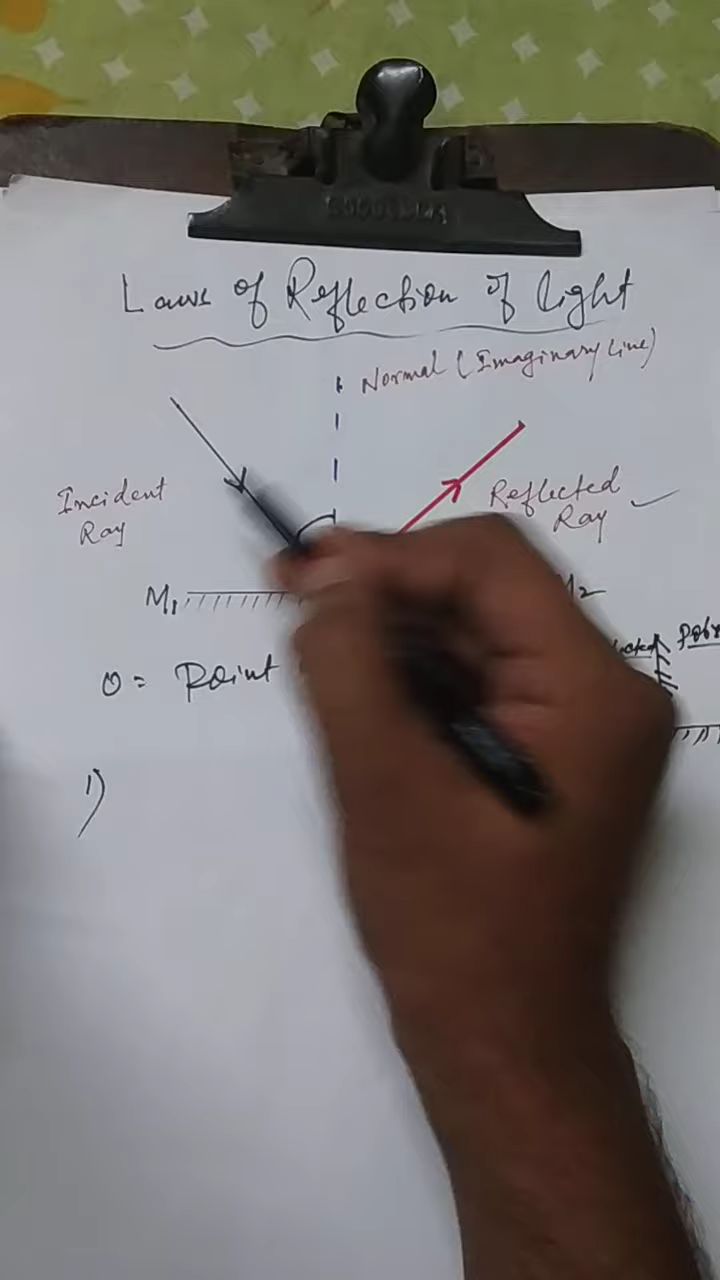 Laws of Reflection of light
Normal (Imaginary Line)
Incident
Ray
Reflected
Ray
M₁
M₂
O = Point
1)